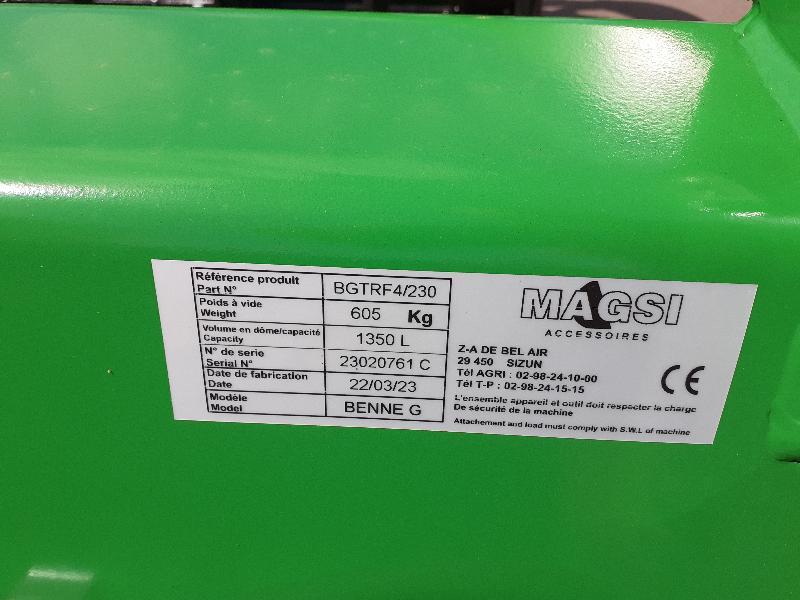 Référence produit
Part N° BGTRF4/230
Poids à vide
Weight 605 Kg
Volume en dôme/capacité
Capacity 1350 L
N° de serie
Serial N° 23020761 C
Date de fabrication
Date 22/03/23
Modèle
Model BENNE G
MAGSI
ACCESSOIRES
Z-A DE BEL AIR
29 450 SIZUN
Tél AGRI : 02-98-24-10-00
Tél T-P : 02-98-24-15-15
CE
L'ensemble appareil et outil doit respecter la charge
De sécurité de la machine
Attachement and load must comply with S.W.L of machine